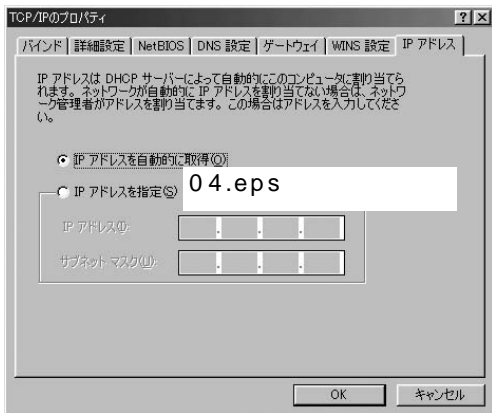 TCP/IPのプロパティ
バインド 詳細設定 NetBIOS DNS 設定 ゲートウェイ WINS 設定 IP アドレス
IP アドレスは DHCP サーバーによって自動的にこのコンピュータに割り当てら
れます。ネットワークが自動的に IP アドレスを割り当てない場合は、ネットワ
ーク管理者がアドレスを割り当てます。この場合はアドレスを入力してくださ
い。
IP アドレスを自動的に取得(O)
IP アドレスを指定(S)
04.eps
IP アドレス(I):
サブネット マスク(U):
OK キャンセル